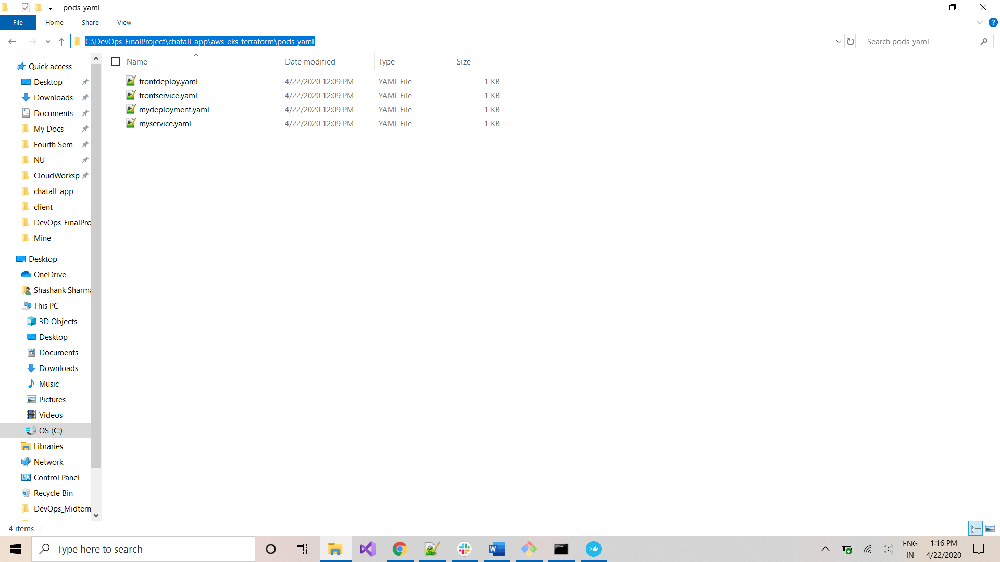 pods_yaml
File Home Share View
C:\DevOps_FinalProject\chatall_app\aws-eks-terraform\pods_yaml
Search pods_yaml
Name Date modified Type Size
frontdeploy.yaml 4/22/2020 12:09 PM YAML File 1 KB
frontservice.yaml 4/22/2020 12:09 PM YAML File 1 KB
mydeployment.yaml 4/22/2020 12:09 PM YAML File 1 KB
myservice.yaml 4/22/2020 12:09 PM YAML File 1 KB
Quick access
Desktop
Downloads
Documents
My Docs
Fourth Sem
NU
CloudWorksp
chatall_app
client
DevOps_FinalPro
Mine
Desktop
OneDrive
Shashank Sharma
This PC
3D Objects
Desktop
Documents
Downloads
Music
Pictures
Videos
OS (C:)
Libraries
Network
Control Panel
Recycle Bin
DevOps_Midterm
4 items
Type here to search
ENG
IN
1:16 PM
4/22/2020